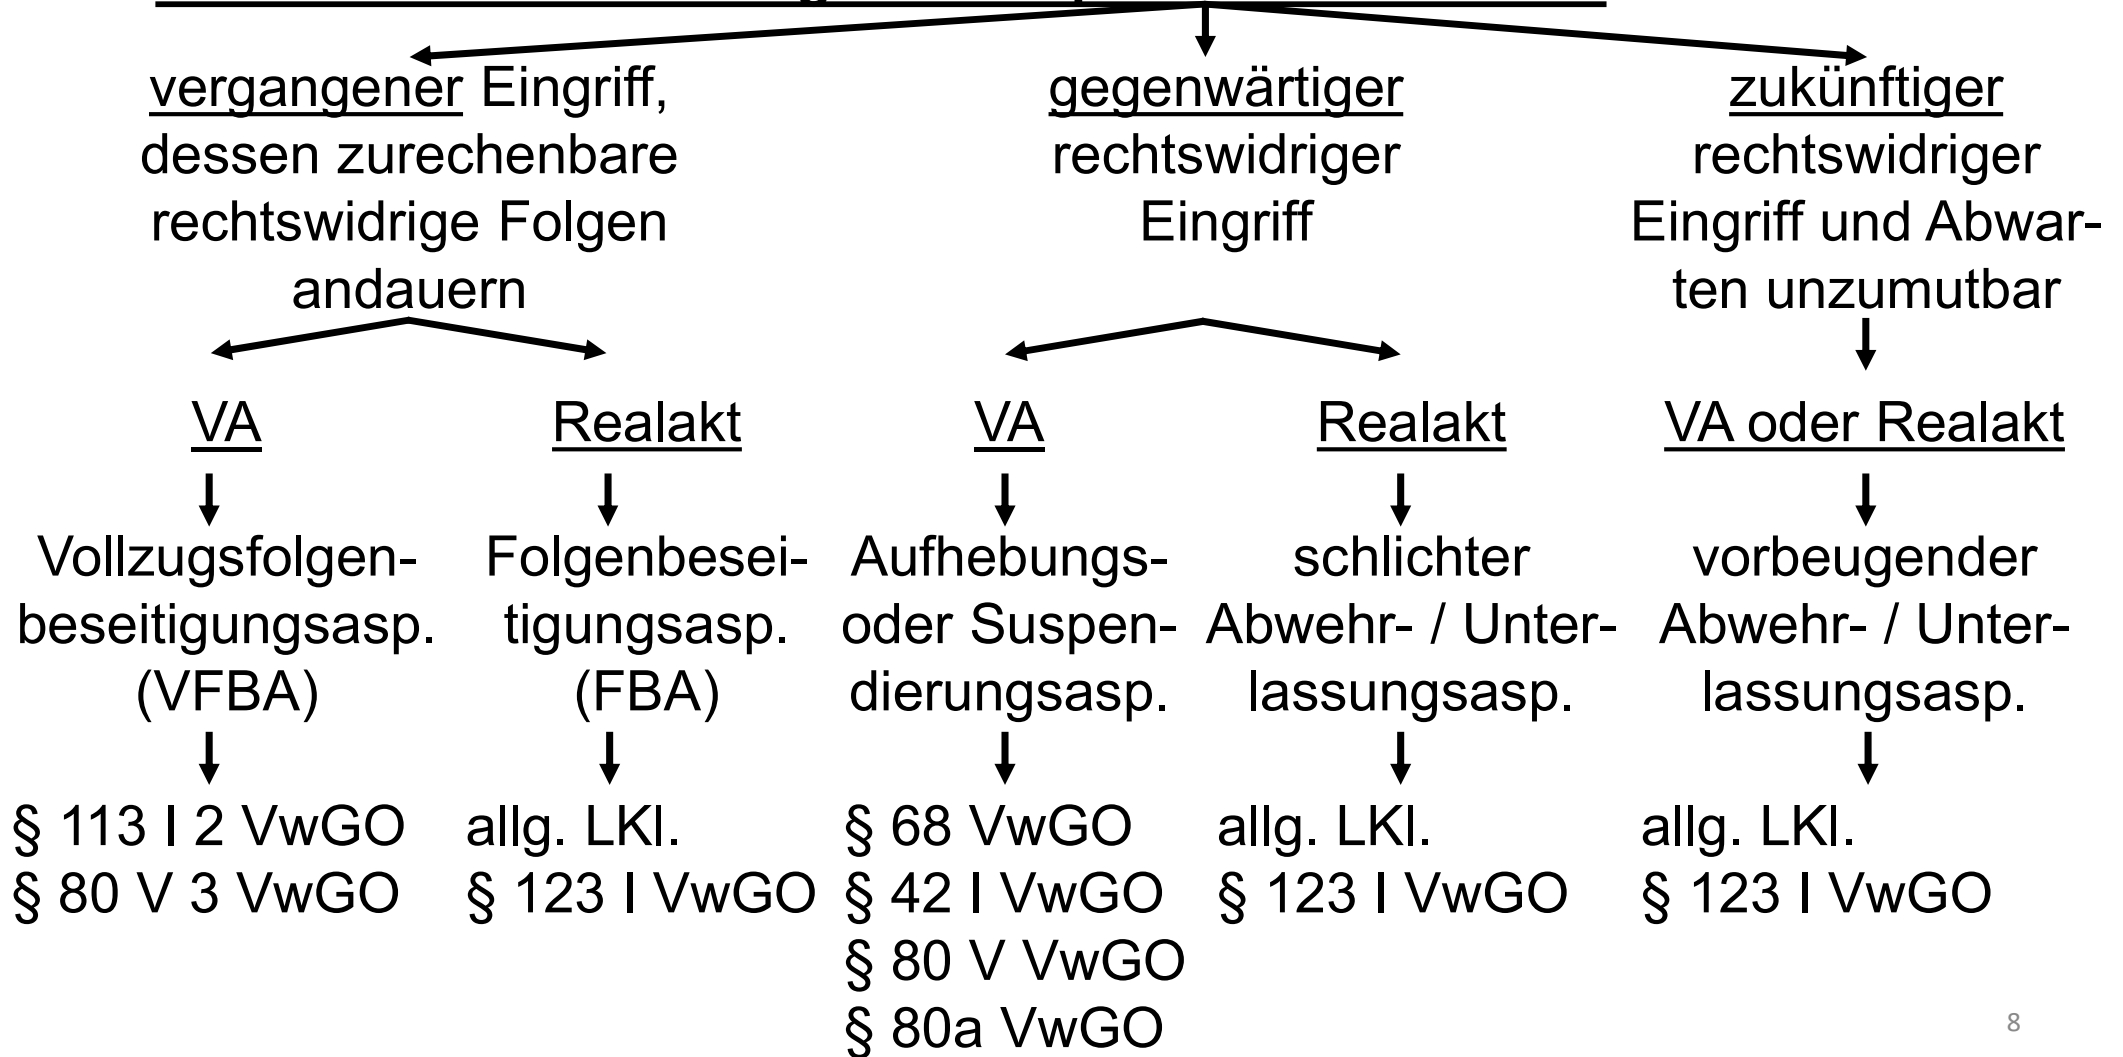 vergangener Eingriff,
dessen zurechenbare
rechtswidrige Folgen
andauern
gegenwärtiger
rechtswidriger
Eingriff
zukünftiger
rechtswidriger
Eingriff und Abwar-
ten unzumutbar
VA
Realakt
VA
Realakt
VA oder Realakt
Vollzugsfolgen-
beseitigungsasp.
(VFBA)
Folgenbesei-
tigungsasp.
(FBA)
Aufhebungs-
oder Suspen-
dierungsasp.
schlichter
Abwehr- / Unter-
lassungsasp.
vorbeugender
Abwehr- / Unter-
lassungsasp.
§ 113 I 2 VwGO
§ 80 V 3 VwGO
allg. LKl.
§ 123 I VwGO
§ 68 VwGO
§ 42 I VwGO
§ 80 V VwGO
§ 80a VwGO
allg. LKl.
§ 123 I VwGO
allg. LKl.
§ 123 I VwGO
8